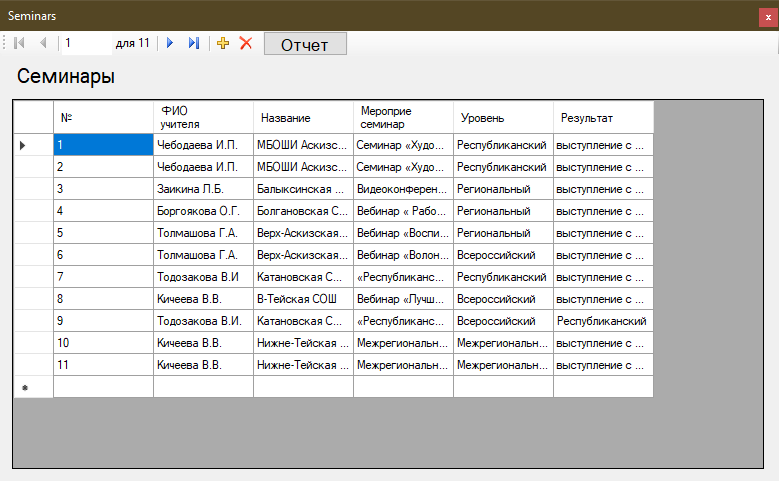 Seminars
x
1 для 11 Отчет
Семинары
№ ФИО учителя Название Мероприе семинар Уровень Результат
1 Чебодаева И.П. МБОШИ Аскизс... Семинар «Худо... Республиканский выступление с ...
2 Чебодаева И.П. МБОШИ Аскизс... Семинар «Худо... Республиканский выступление с ...
3 Заикина Л.Б. Балыксинская ... Видеоконферен... Региональный выступление с ...
4 Боргоякова О.Г. Болгановская С... Вебинар « Рабо... Региональный выступление с ...
5 Толмашова Г.А. Верх-Аскизская... Вебинар «Воспи... Региональный выступление с ...
6 Толмашова Г.А. Верх-Аскизская... Вебинар «Волон... Всероссийский выступление с ...
7 Тодозакова В.И Катановская С... «Республиканс... Республиканский выступление с ...
8 Кичеева В.В. В-Тейская СОШ Вебинар «Лучш... Всероссийский выступление с ...
9 Тодозакова В.И. Катановская С... «Республиканс... Всероссийский Республиканский
10 Кичеева В.В. Нижне-Тейская ... Межрегиональн... Межрегиональн... выступление с ...
11 Кичеева В.В. Нижне-Тейская ... Межрегиональн... Межрегиональн... выступление с ...